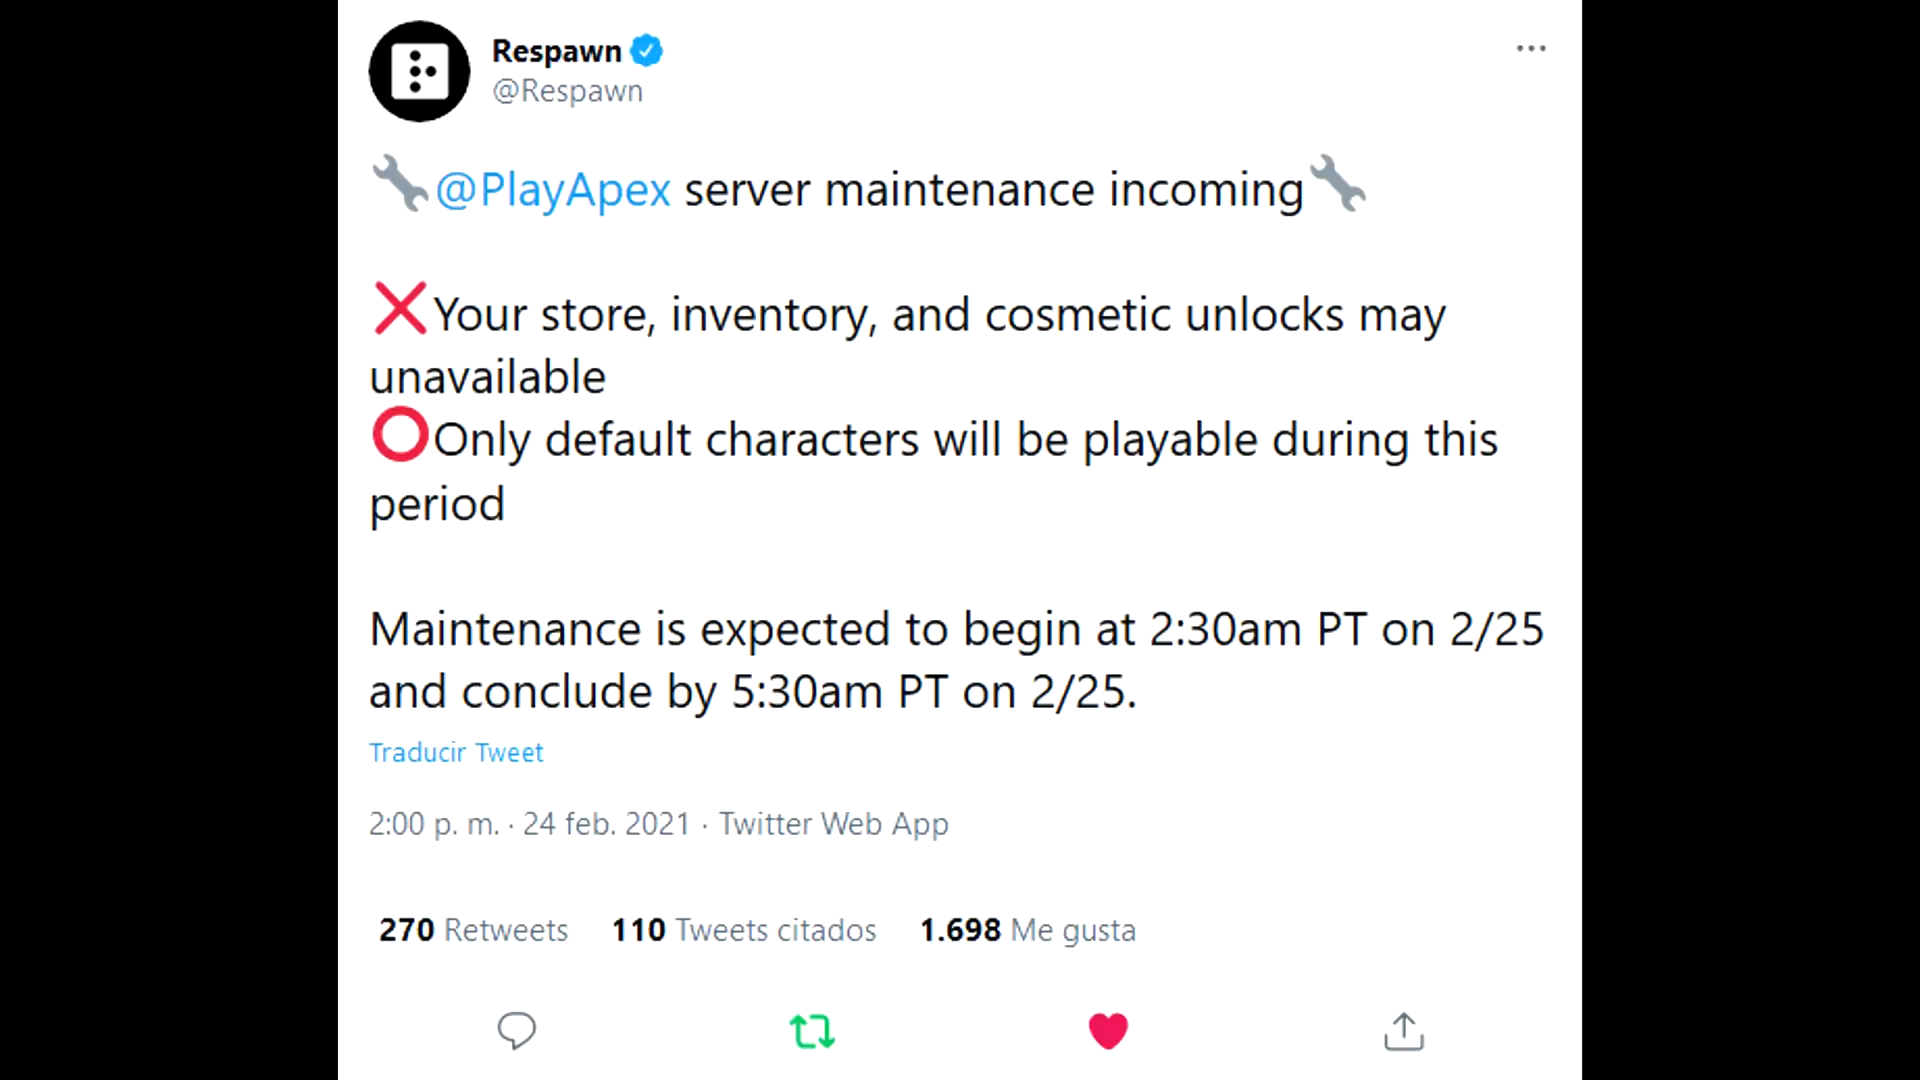 Respawn
@Respawn
@PlayApex server maintenance incoming
Your store, inventory, and cosmetic unlocks may
unavailable
Only default characters will be playable during this
period
Maintenance is expected to begin at 2:30am PT on 2/25
and conclude by 5:30am PT on 2/25.
Traducir Tweet
2:00 p. m. · 24 feb. 2021 · Twitter Web App
270 Retweets 110 Tweets citados 1.698 Me gusta